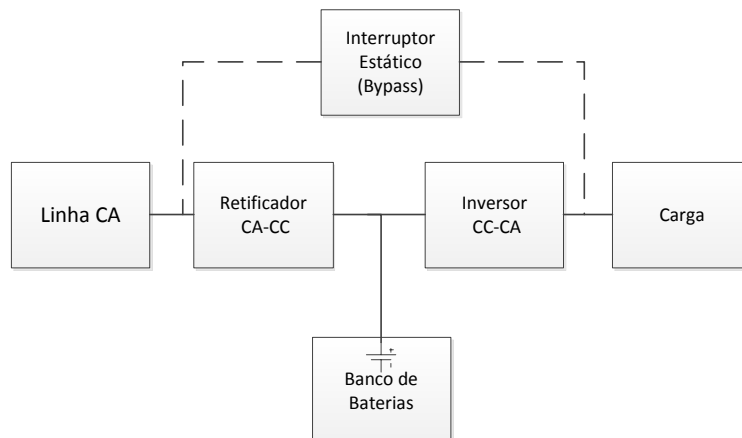 Interruptor
Estático
(Bypass)
Linha CA
Retificador
CA-CC
Inversor
CC-CA
Carga
+
-
Banco de
Baterias